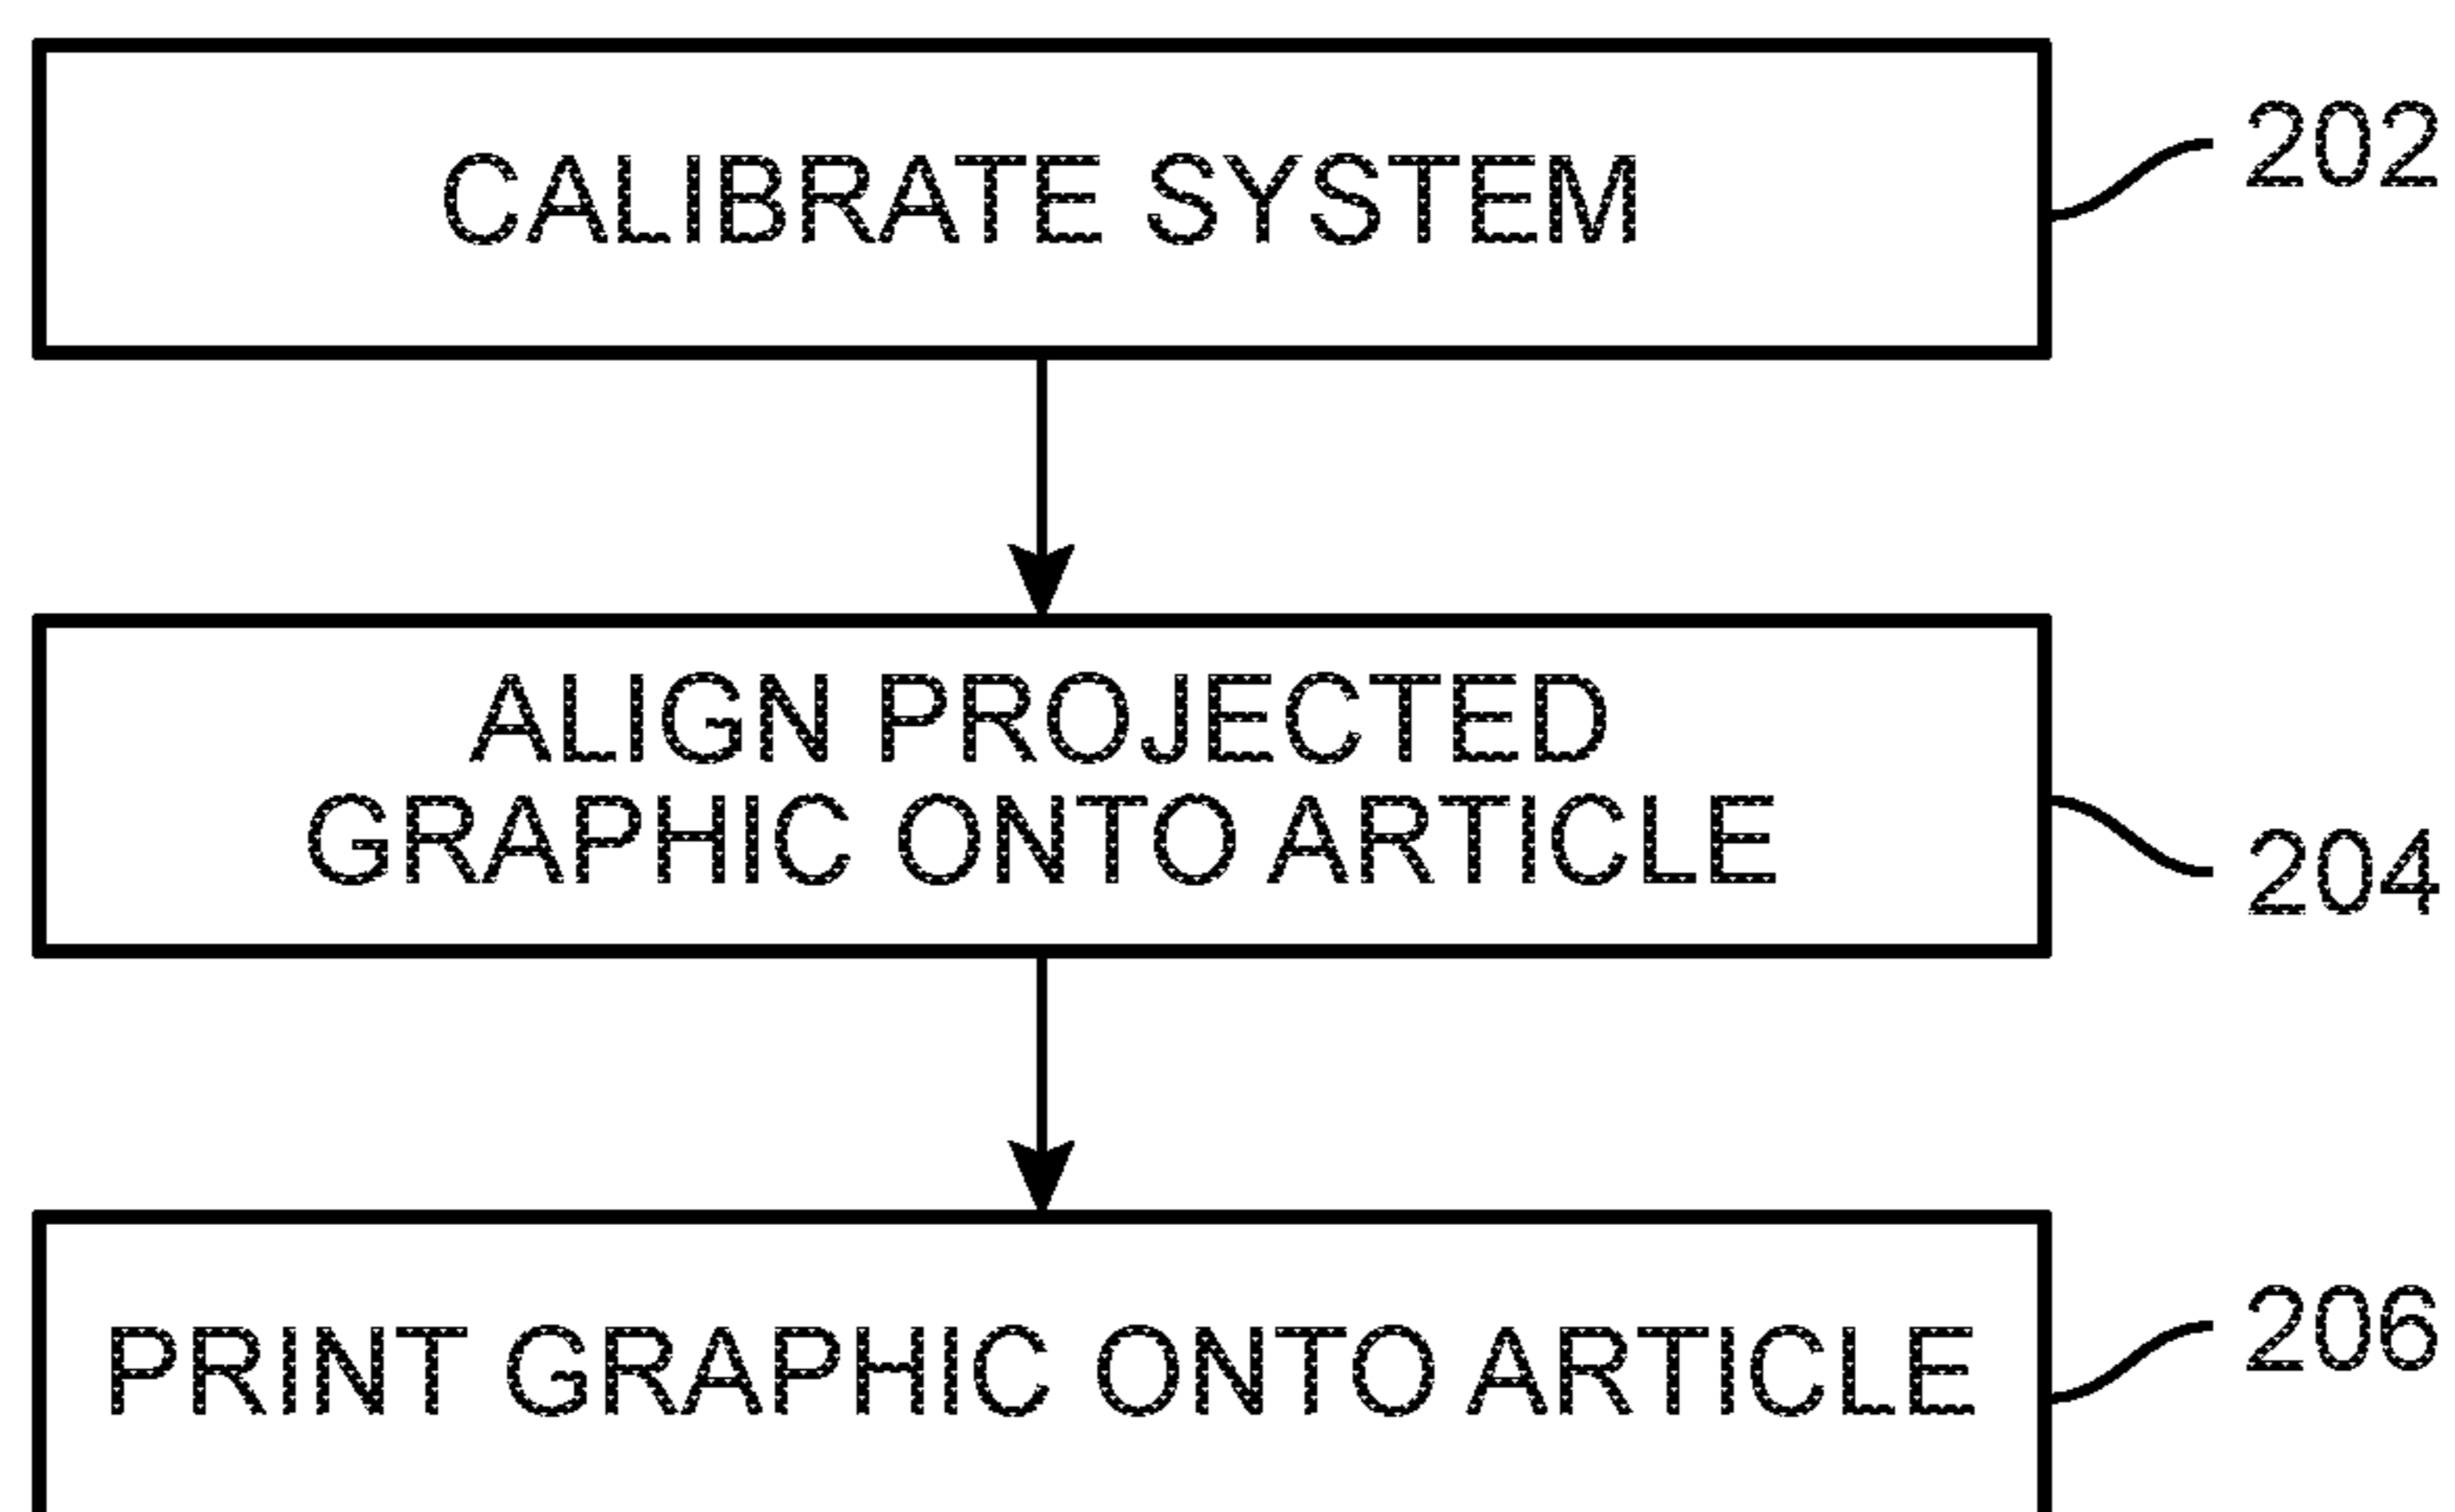 CALIBRATE SYSTEM
202
ALIGN PROJECTED
GRAPHIC ONTO ARTICLE
204
PRINT GRAPHIC ONTO ARTICLE
206